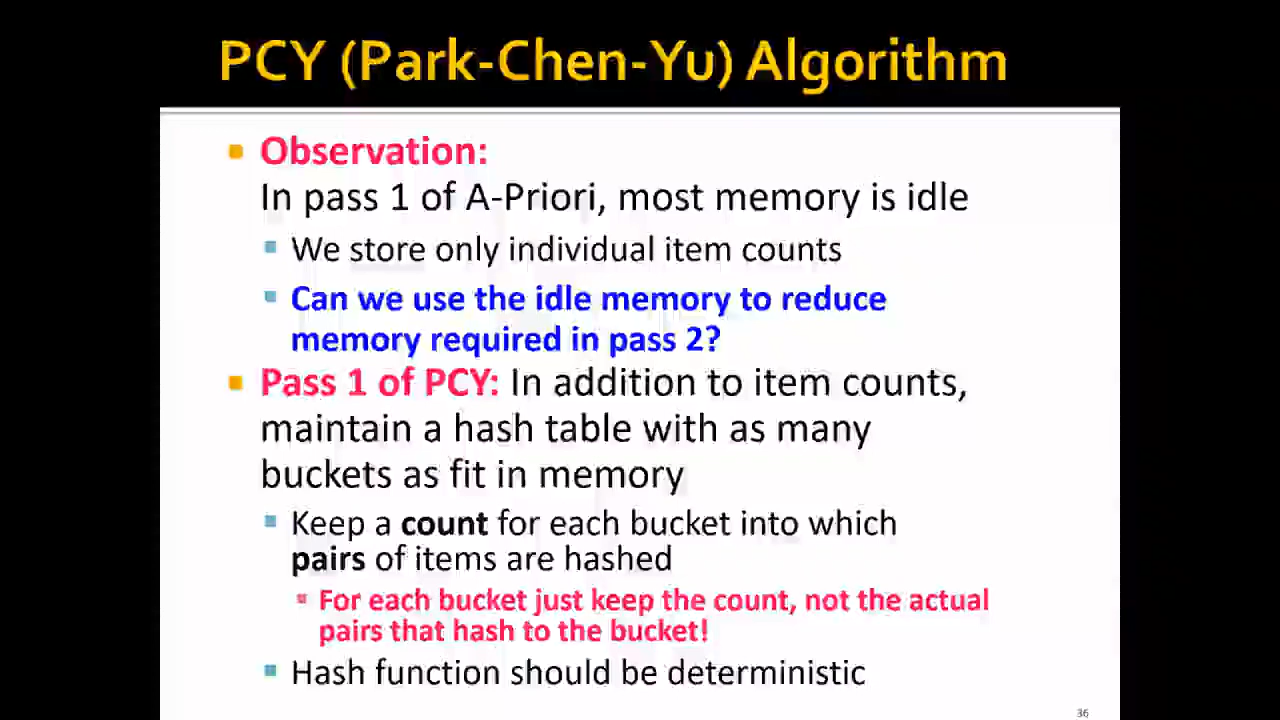 PCY (Park-Chen-Yu) Algorithm
Observation:
In pass 1 of A-Priori, most memory is idle
We store only individual item counts
Can we use the idle memory to reduce
memory required in pass 2?
Pass 1 of PCY: In addition to item counts,
maintain a hash table with as many
buckets as fit in memory
Keep a count for each bucket into which
pairs of items are hashed
For each bucket just keep the count, not the actual
pairs that hash to the bucket!
Hash function should be deterministic
36